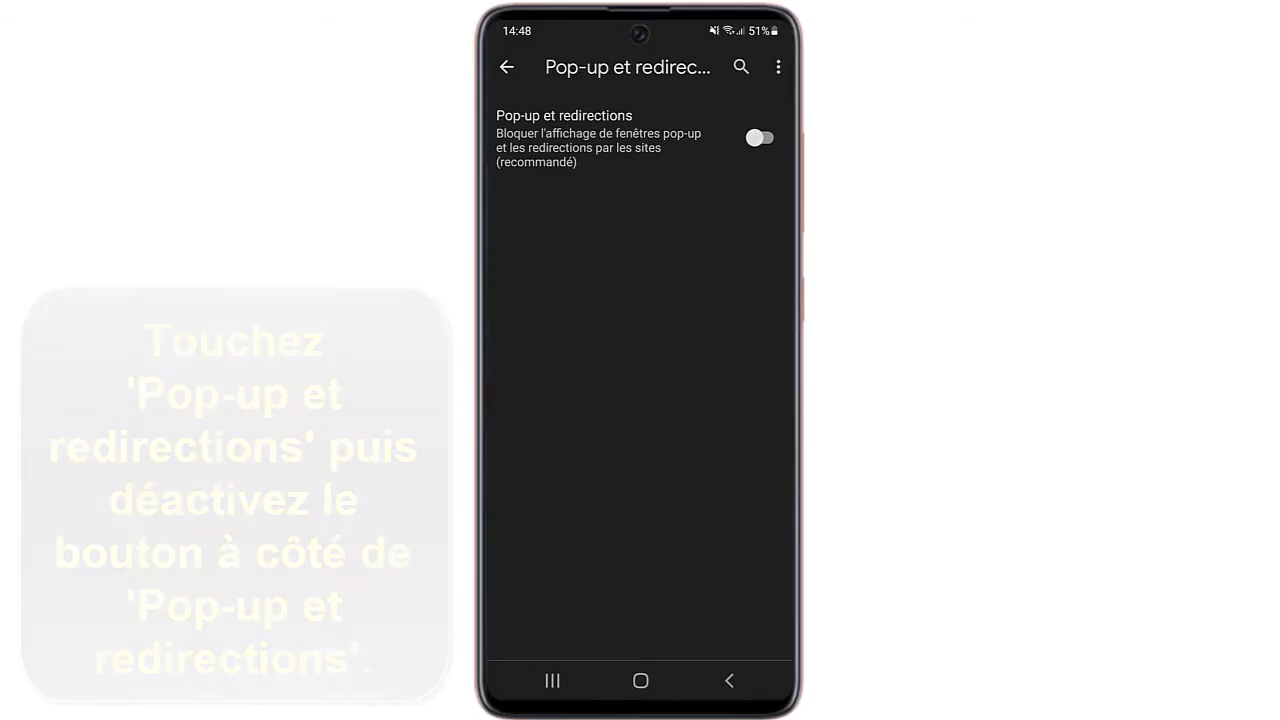 14:48
51%
Pop-up et redirec...
Pop-up et redirections
Bloquer l'affichage de fenêtres pop-up
et les redirections par les sites
(recommandé)
Touchez
'Pop-up et
redirections' puis
déactivez le
bouton à côté de
'Pop-up et
redirections'.